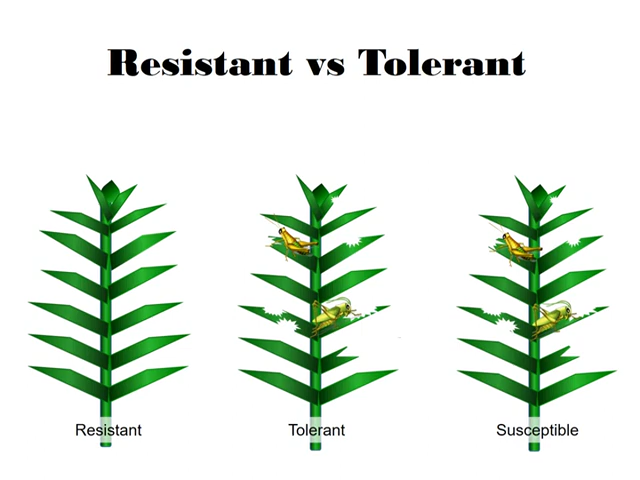 Resistant vs Tolerant
Resistant
Tolerant
Susceptible